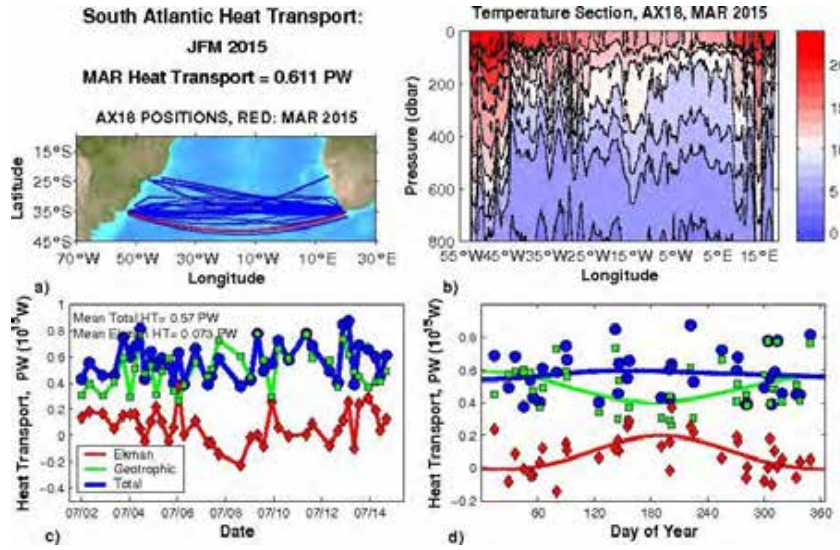 South Atlantic Heat Transport:
JFM 2015
MAR Heat Transport = 0.611 PW
AX18 POSITIONS, RED: MAR 2015
Latitude
15°S
25°S
35°S
45°S
70°W 50°W 30°W 10°W 10°E 30°E
Longitude
a)
Temperature Section, AX18, MAR 2015
Pressure (dbar)
0
200
400
600
800
55°W 45°W 35°W 25°W 15°W 5°W 5°E 15°E
Longitude
20
15
10
5
0
b)
Heat Transport, PW (10¹⁵W)
1
0.8
0.6
0.4
0.2
0
−0.2
−0.4
Mean Total HT= 0.57 PW
Mean Ekman HT= 0.073 PW
Ekman
Geotrophic
Total
07/02 07/04 07/06 07/08 07/10 07/12 07/14
Date
c)
Heat Transport, PW (10¹⁵W)
0.8
0.6
0.4
0.2
0
−0.2
60 120 180 240 300 360
Day of Year
d)